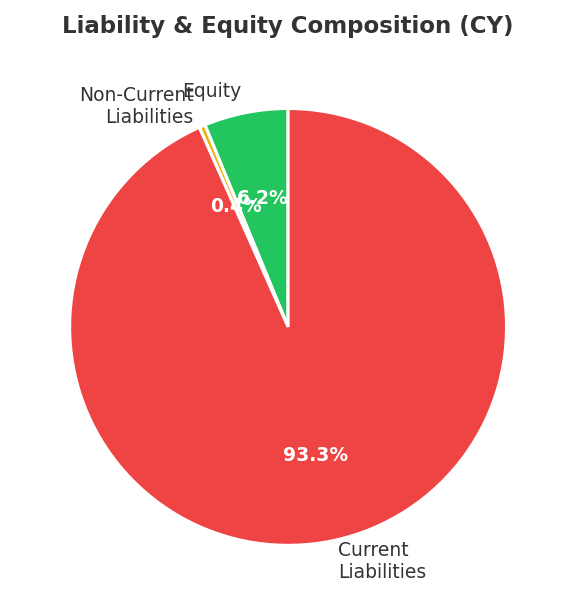 Liability & Equity Composition (CY)
Equity
Non-Current
Liabilities
6.2%
93.3%
Current
Liabilities